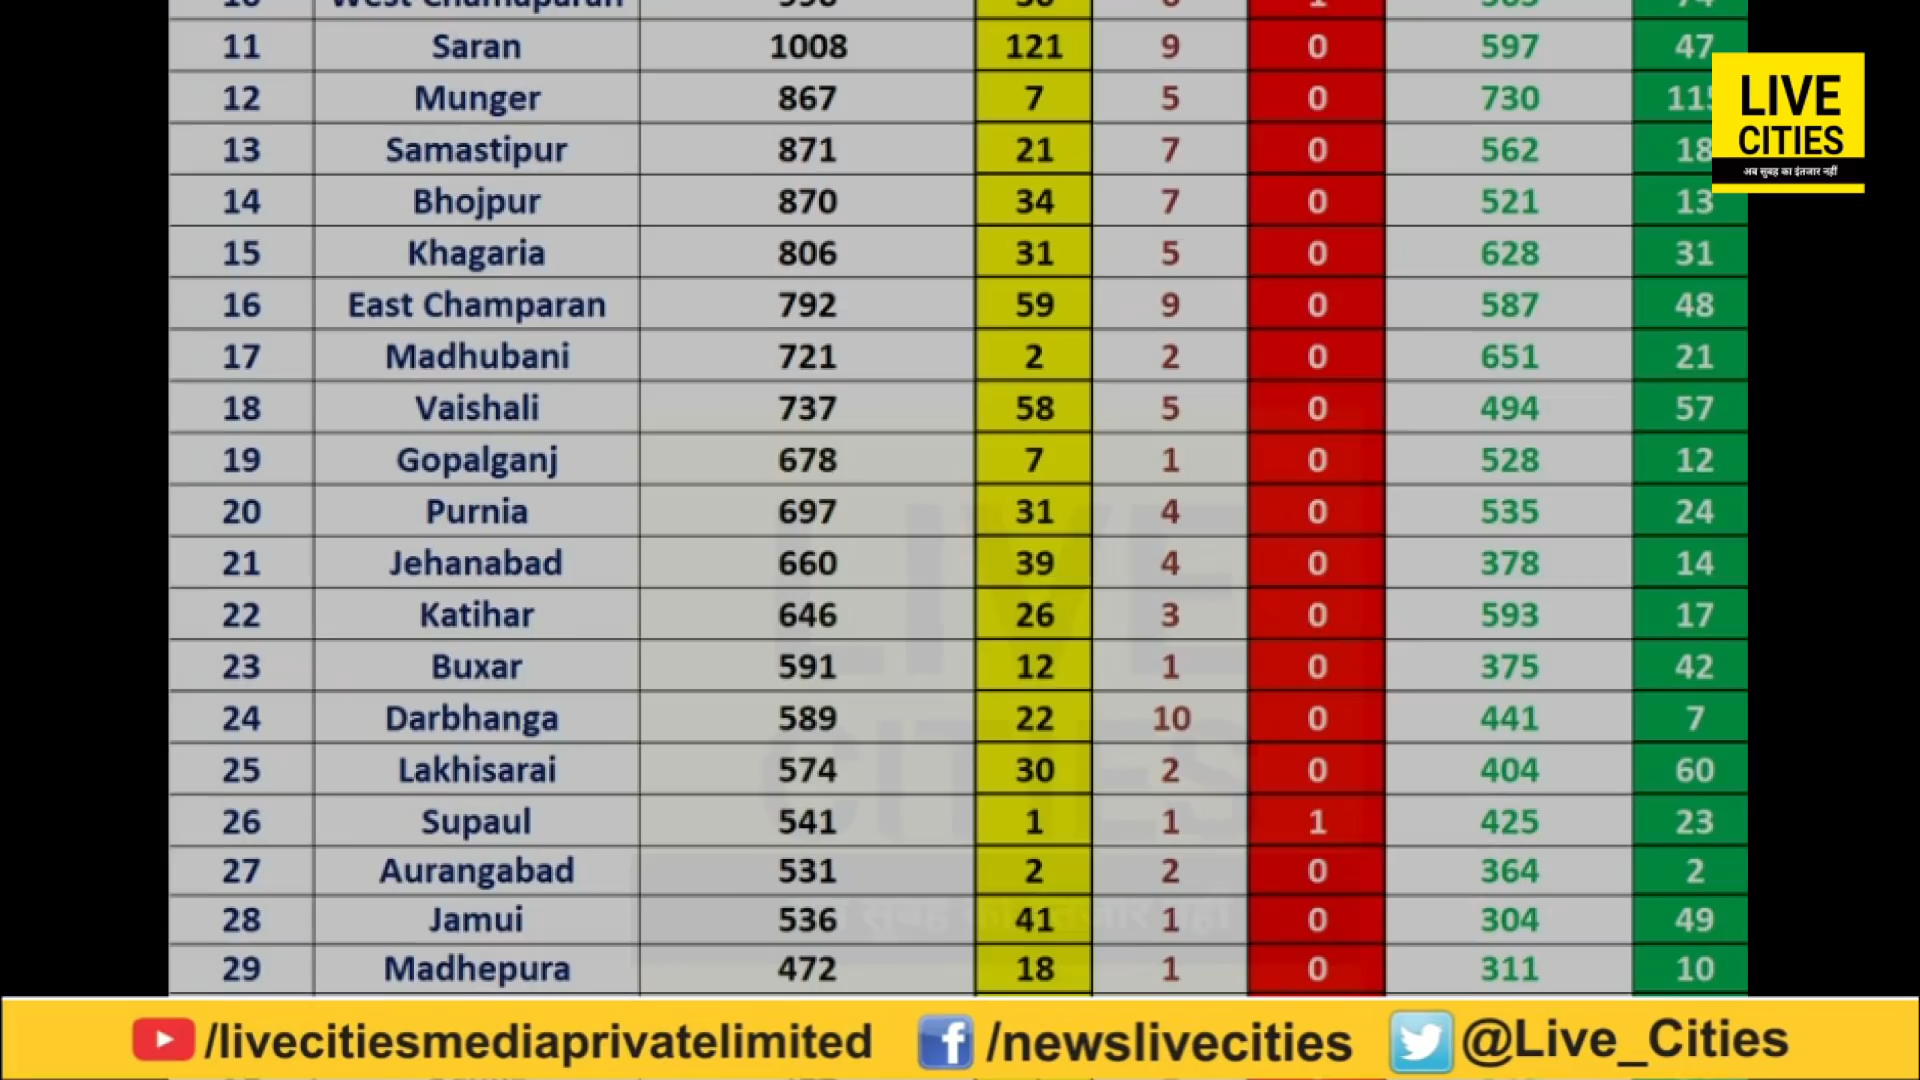 11 Saran 1008 121 9 0 597 47
12 Munger 867 7 5 0 730
13 Samastipur 871 21 7 0 562 18
14 Bhojpur 870 34 7 0 521 13
15 Khagaria 806 31 5 0 628 31
16 East Champaran 792 59 9 0 587 48
17 Madhubani 721 2 2 0 651 21
18 Vaishali 737 58 5 0 494 57
19 Gopalganj 678 7 1 0 528 12
20 Purnia 697 31 4 0 535 24
21 Jehanabad 660 39 4 0 378 14
22 Katihar 646 26 3 0 593 17
23 Buxar 591 12 1 0 375 42
24 Darbhanga 589 22 10 0 441 7
25 Lakhisarai 574 30 2 0 404 60
26 Supaul 541 1 1 1 425 23
27 Aurangabad 531 2 2 0 364 2
28 Jamui 536 41 1 0 304 49
29 Madhepura 472 18 1 0 311 10
LIVE
CITIES
अब सुबह का इंतजार नहीं
LIVE
CITIES
/livecitiesmediaprivatelimited /newslivecities @Live_Cities